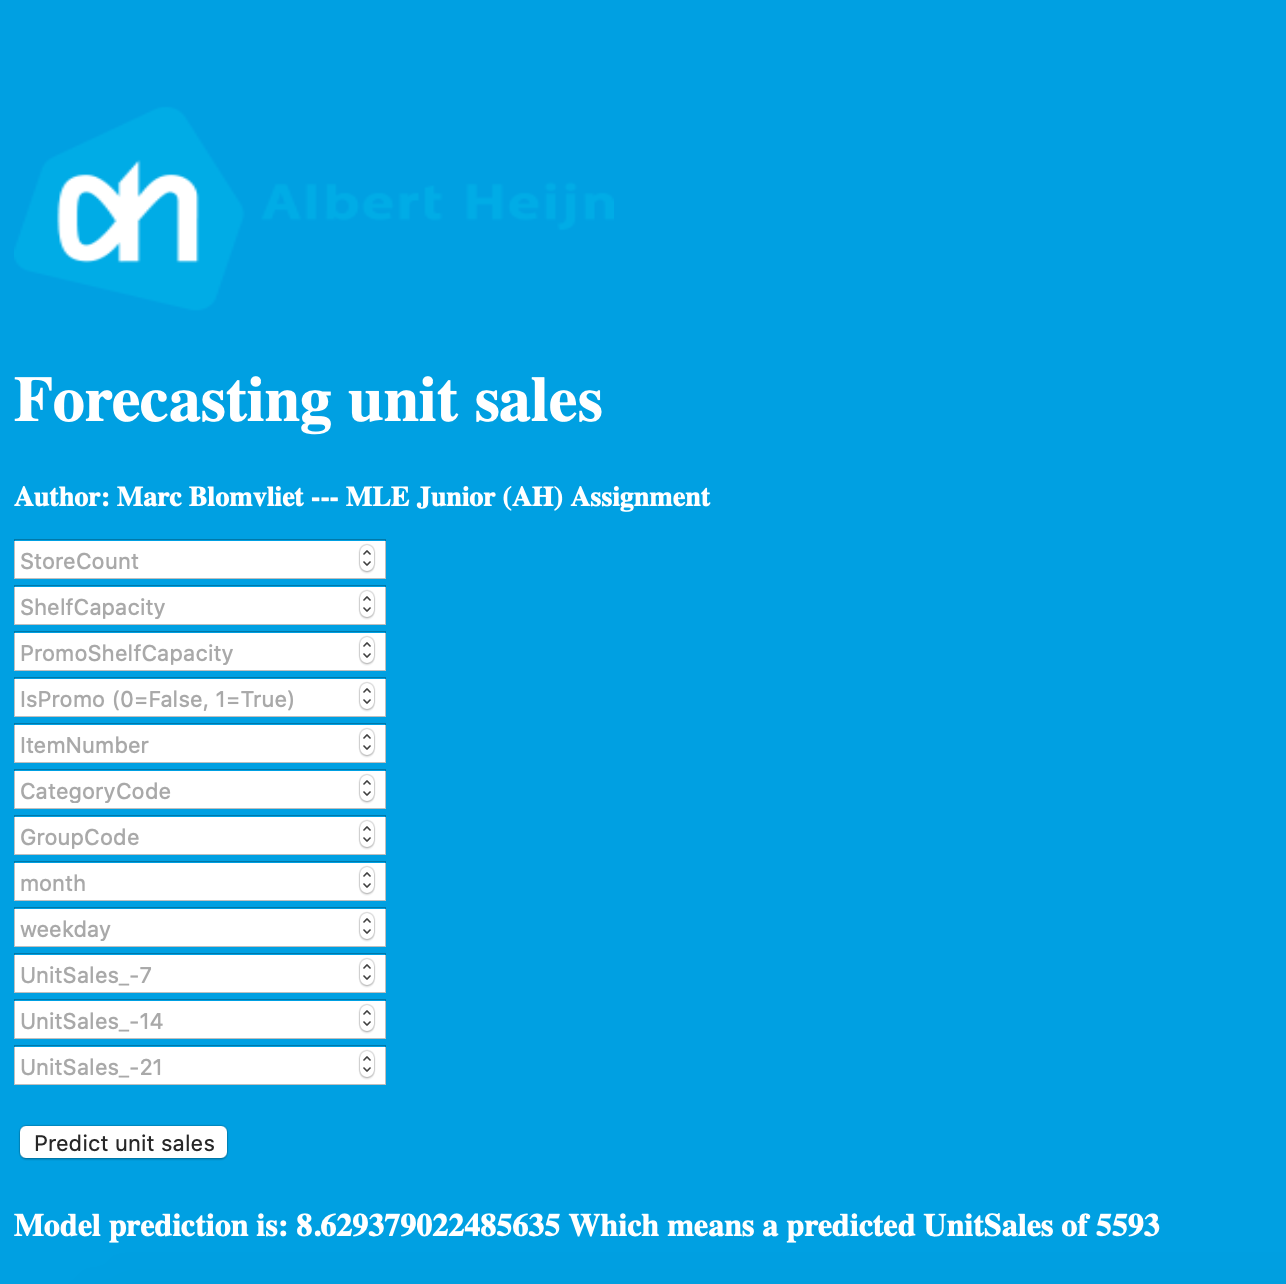 ah
Albert Heijn
Forecasting unit sales
Author: Marc Blomvliet --- MLE Junior (AH) Assignment
StoreCount
ShelfCapacity
PromoShelfCapacity
IsPromo (0=False, 1=True)
ItemNumber
CategoryCode
GroupCode
month
weekday
UnitSales_-7
UnitSales_-14
UnitSales_-21
Predict unit sales
Model prediction is: 8.629379022485635 Which means a predicted UnitSales of 5593